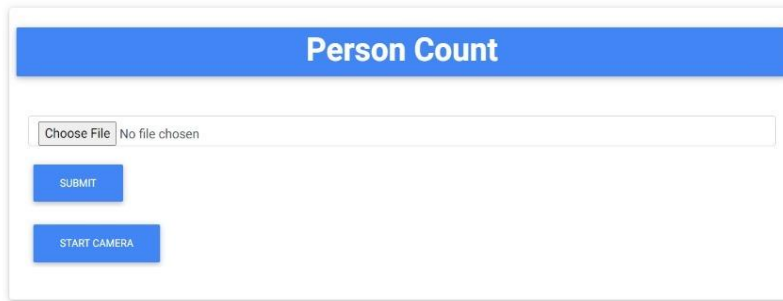 Person Count
Choose File No file chosen
SUBMIT
START CAMERA